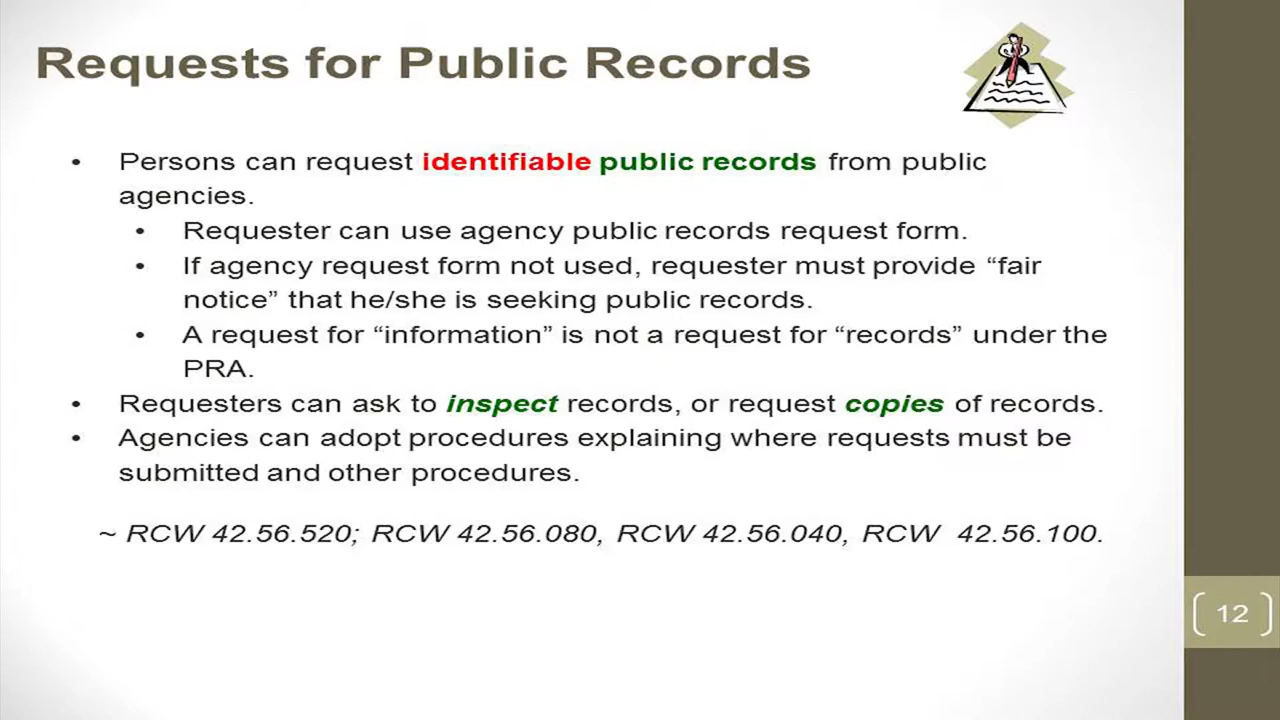 Requests for Public Records
• Persons can request identifiable public records from public
agencies.
• Requester can use agency public records request form.
• If agency request form not used, requester must provide “fair
notice” that he/she is seeking public records.
• A request for “information” is not a request for “records” under the
PRA.
• Requesters can ask to inspect records, or request copies of records.
• Agencies can adopt procedures explaining where requests must be
submitted and other procedures.
~ RCW 42.56.520; RCW 42.56.080, RCW 42.56.040, RCW 42.56.100.
12